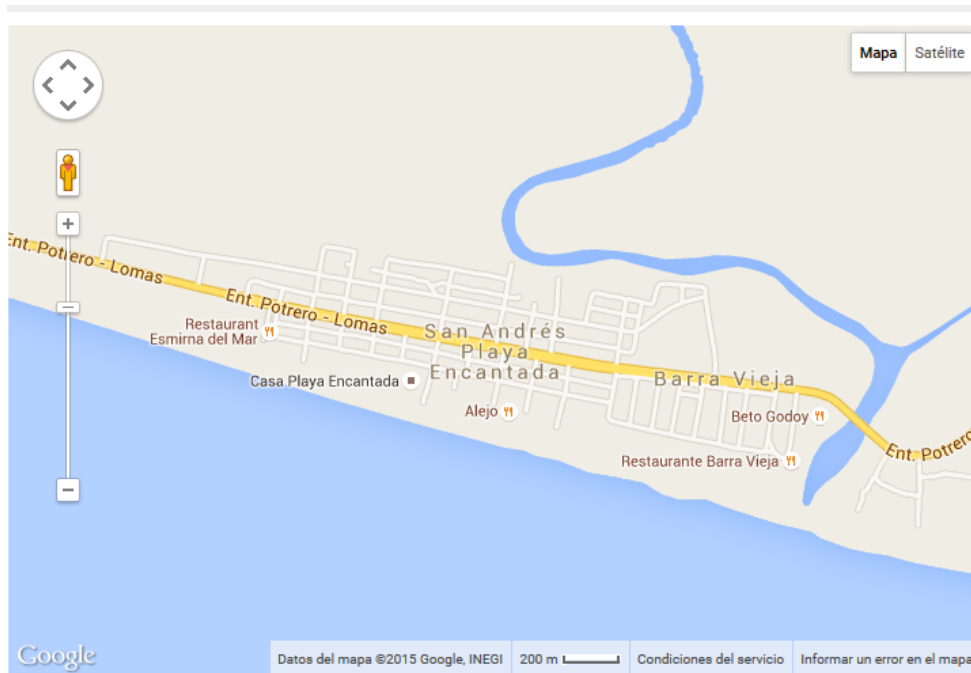 Mapa
Satélite
Ent. Potrero - Lomas
Ent. Potrero - Lomas
Restaurant
Esmirna del Mar
San Andrés
Playa
Encantada
Casa Playa Encantada
Barra Vieja
Alejo
Beto Godoy
Ent. Potrero
Restaurante Barra Vieja
Google
Datos del mapa ©2015 Google, INEGI
200 m
Condiciones del servicio
Informar un error en el mapa